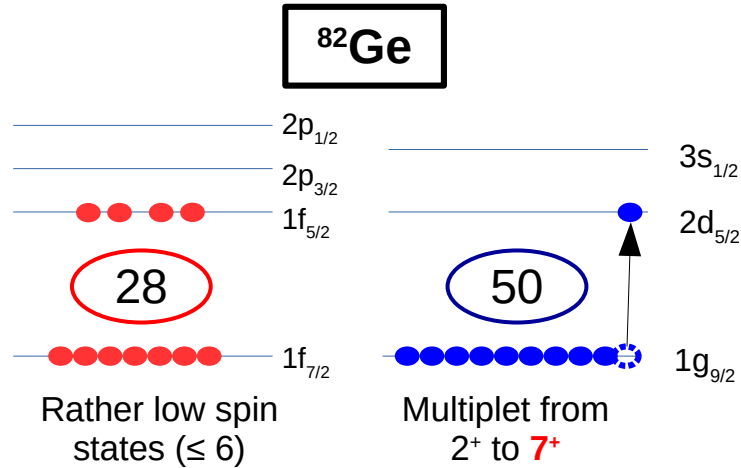 ⁸²Ge
2p₁/₂
2p₃/₂
1f₅/₂
28
1f₇/₂
Rather low spin
states (≤ 6)
3s₁/₂
2d₅/₂
50
1g₉/₂
Multiplet from
2⁺ to 7⁺